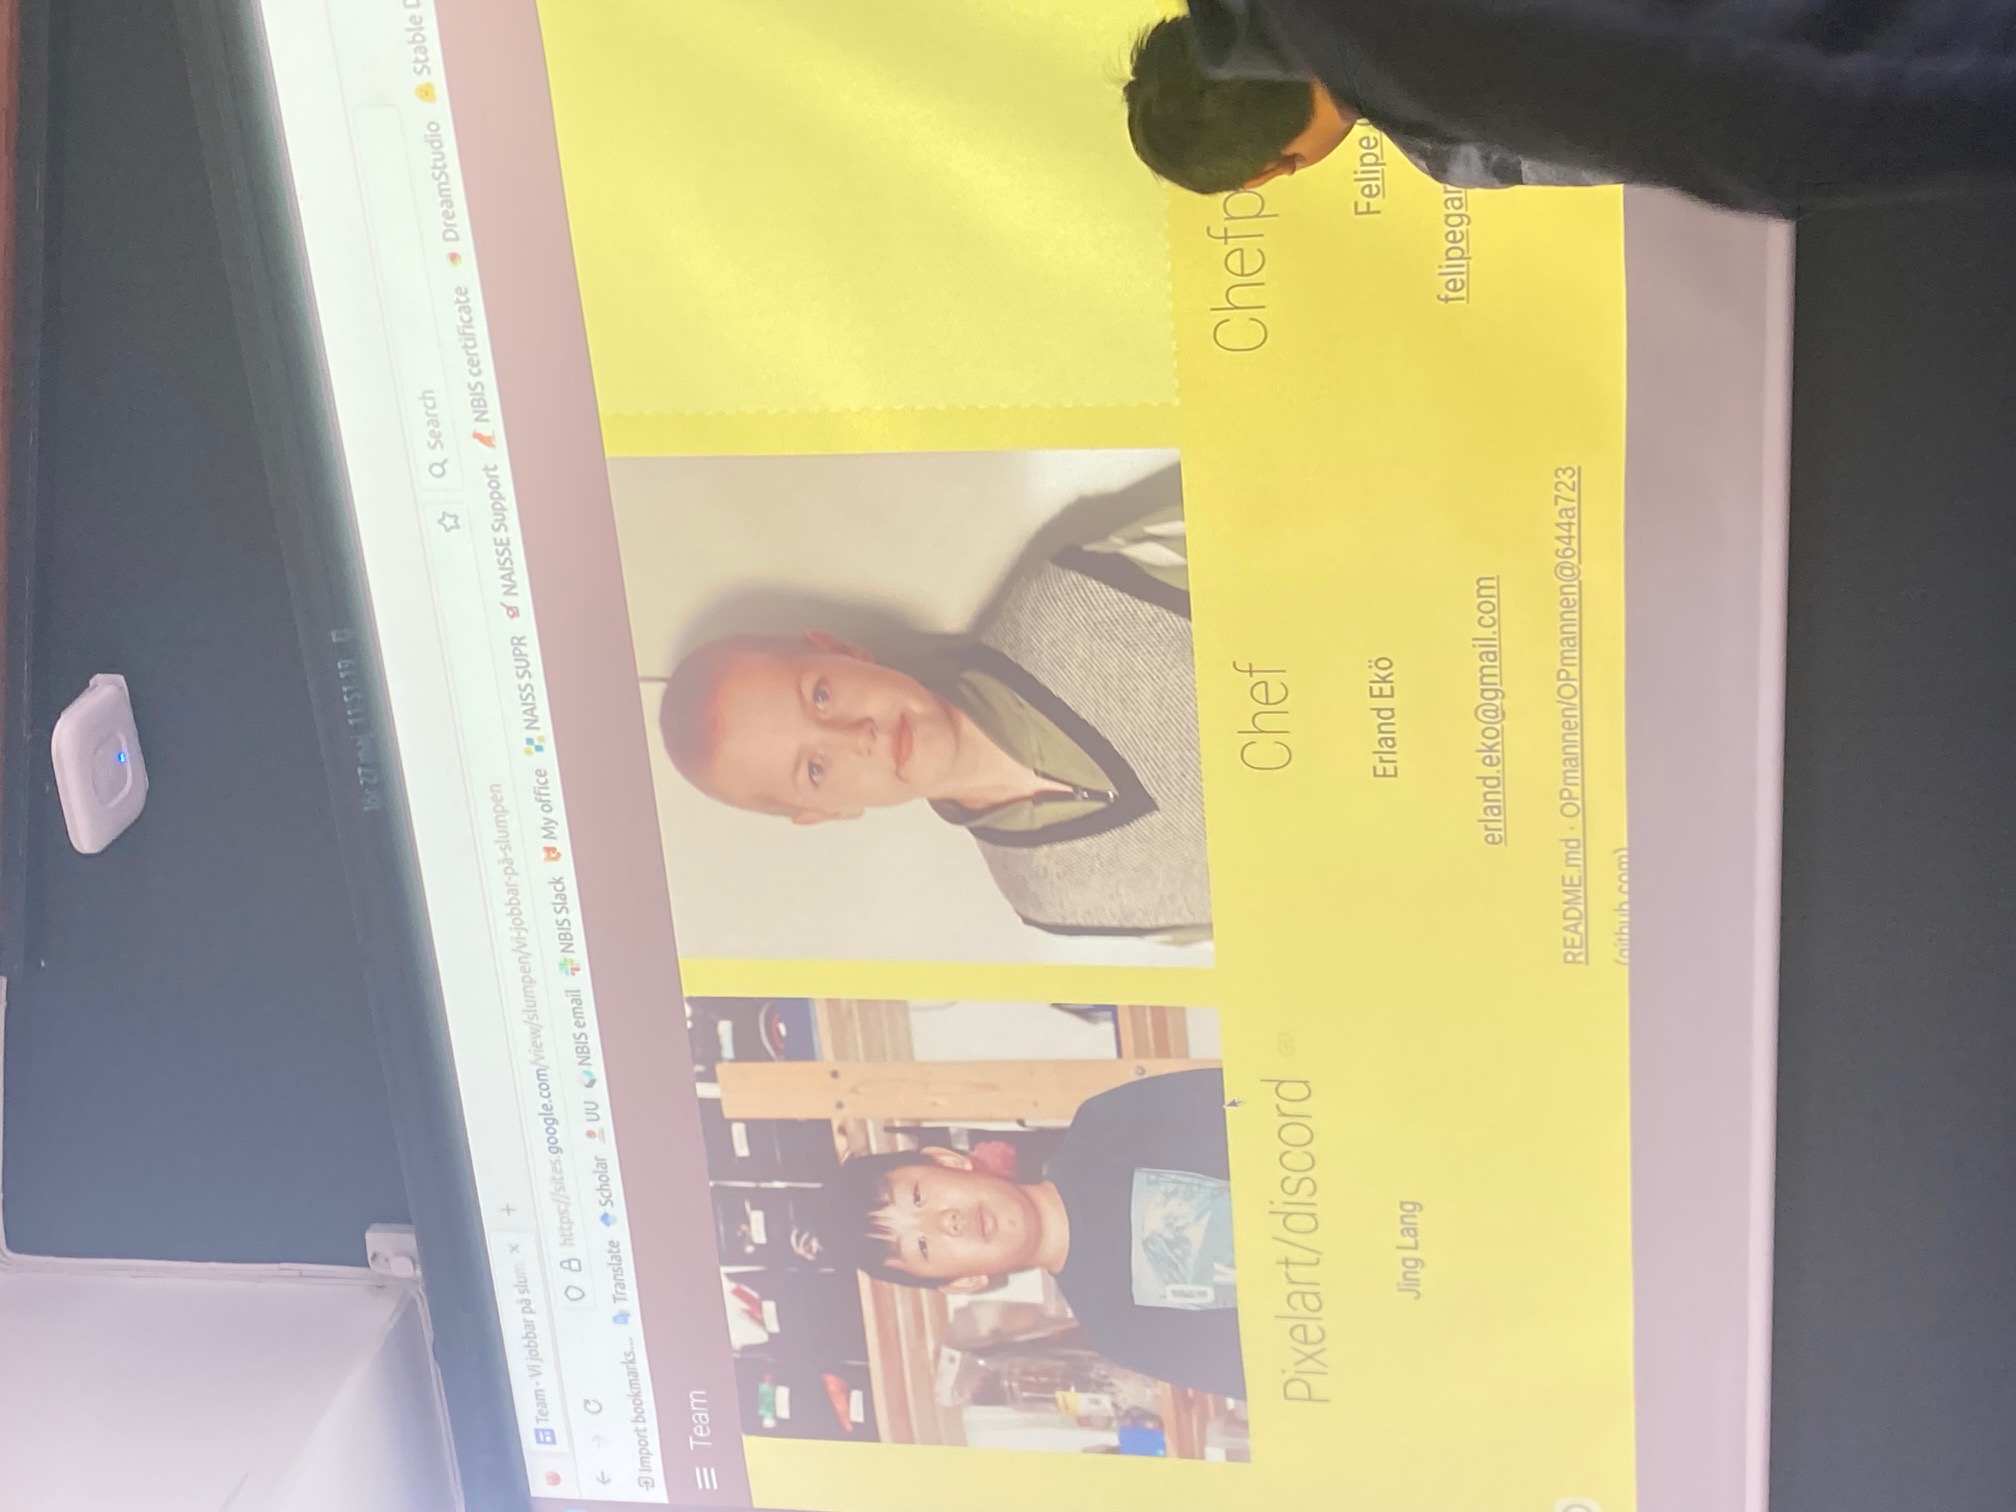 lör 27 maj 11:51:19
Team - Vi jobbar på slum
https://sites.google.com/view/slumpen/vi-jobbar-på-slumpen
Search
Import bookmarks... Translate Scholar UU NBIS email NBIS Slack My office NAISS SUPR NAISSE Support NBIS certificate DreamStudio Stable D
Team
Pixelart/discord
Chef
Chefp
Jing Lang
Erland Ekö
Felipe
erland.eko@gmail.com
felipegar
README.md · OPmannen/OPmannen@644a723
(github.com)